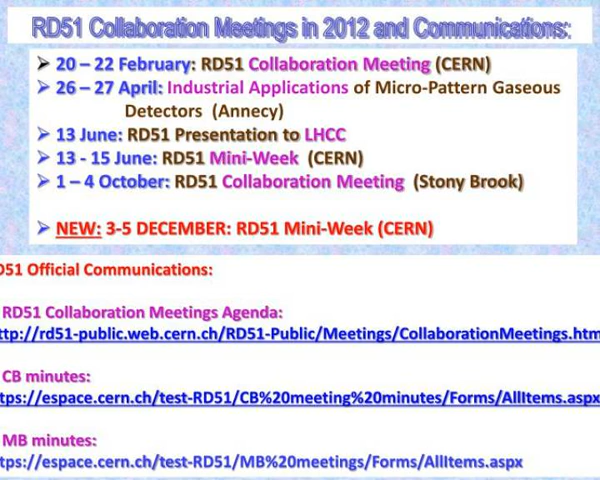 RD51 Collaboration Meetings in 2012 and Communications:
20 – 22 February: RD51 Collaboration Meeting (CERN)
26 – 27 April: Industrial Applications of Micro-Pattern Gaseous
Detectors (Annecy)
13 June: RD51 Presentation to LHCC
13 - 15 June: RD51 Mini-Week (CERN)
1 – 4 October: RD51 Collaboration Meeting (Stony Brook)
NEW: 3-5 DECEMBER: RD51 Mini-Week (CERN)
D51 Official Communications:
RD51 Collaboration Meetings Agenda:
ttp://rd51-public.web.cern.ch/RD51-Public/Meetings/CollaborationMeetings.htm
CB minutes:
tps://espace.cern.ch/test-RD51/CB%20meeting%20minutes/Forms/AllItems.aspx
MB minutes:
tps://espace.cern.ch/test-RD51/MB%20meetings/Forms/AllItems.aspx